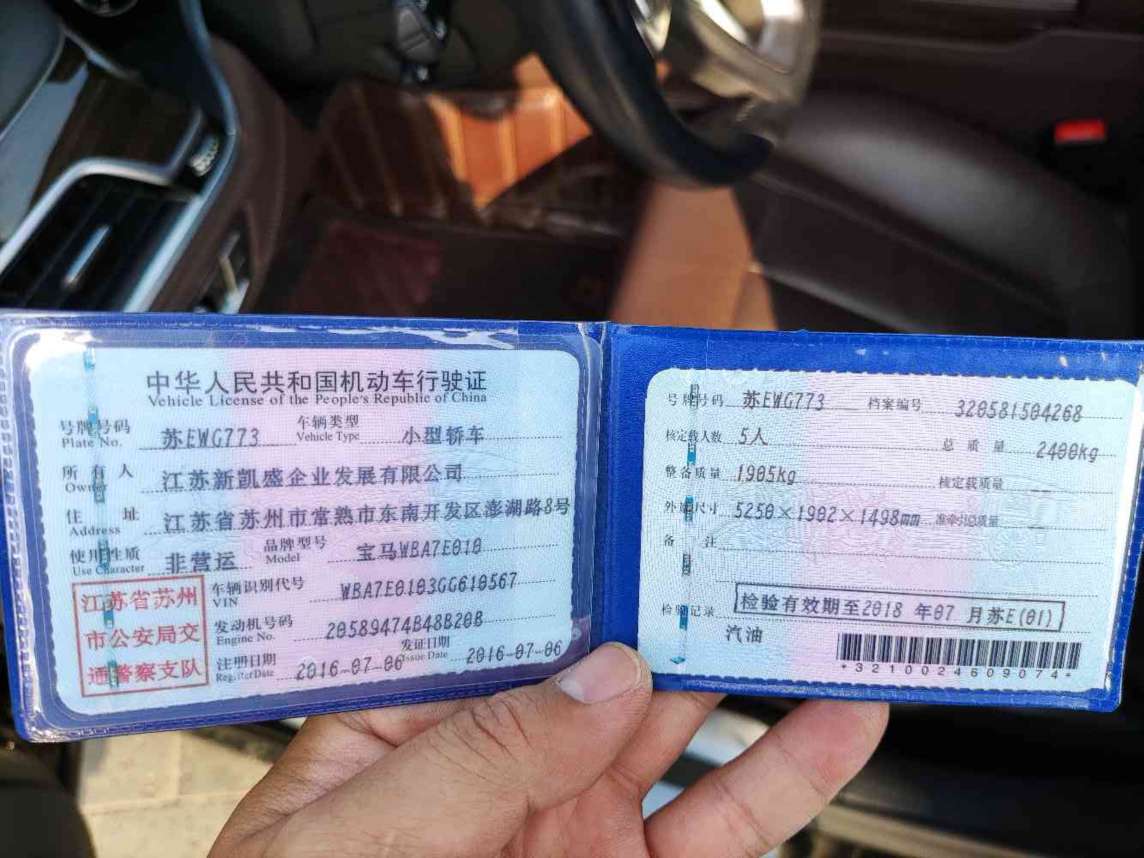 中华人民共和国机动车行驶证
Vehicle License of the People's Republic of China
号牌号码 苏EWG773 车辆类型 小型轿车
Plate No. Vehicle Type
所有人 江苏新凯盛企业发展有限公司
Owner
住址 江苏省苏州市常熟市东南开发区澎湖路8号
Address
使用性质 非营运 品牌型号 宝马WBA7E010
Use Character Model
江苏省苏州
市公安局交
通警察支队
车辆识别代号 WBA7E0103GG610567
VIN
发动机号码 20589474B48B20B
Engine No.
注册日期 2016-07-06 发证日期 2016-07-06
Register Date Issue Date
号牌号码 苏EWG773 档案编号 320581504268
核定载人数 5人 总质量 2400kg
整备质量 1905kg 核定载质量 --
外廓尺寸 5250×1902×1498mm 准牵引总质量 --
备注
检验记录 检验有效期至2018 年07 月苏E(01)
汽油
*3210024609074*